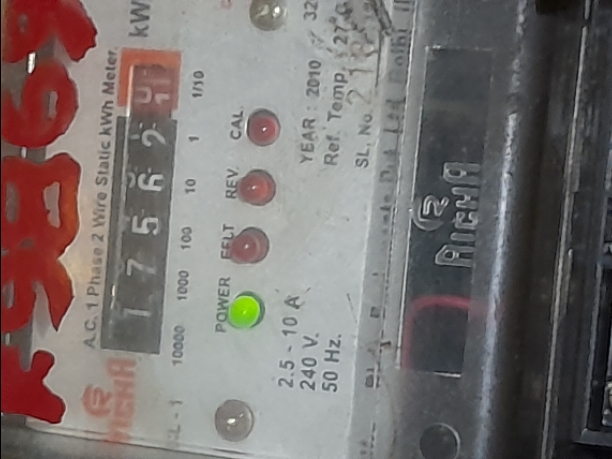 A.C. 1 Phase 2 Wire Static kWh Meter.
kW
RICHA
1 7 5 6 2
10000 1000 100 10 1 1/10
L - 1
POWER EELT REV. CAL.
2.5 - 10 A
240 V.
50 Hz.
YEAR : 2010
Ref. Temp. 27°C
SL. No.
RICHA